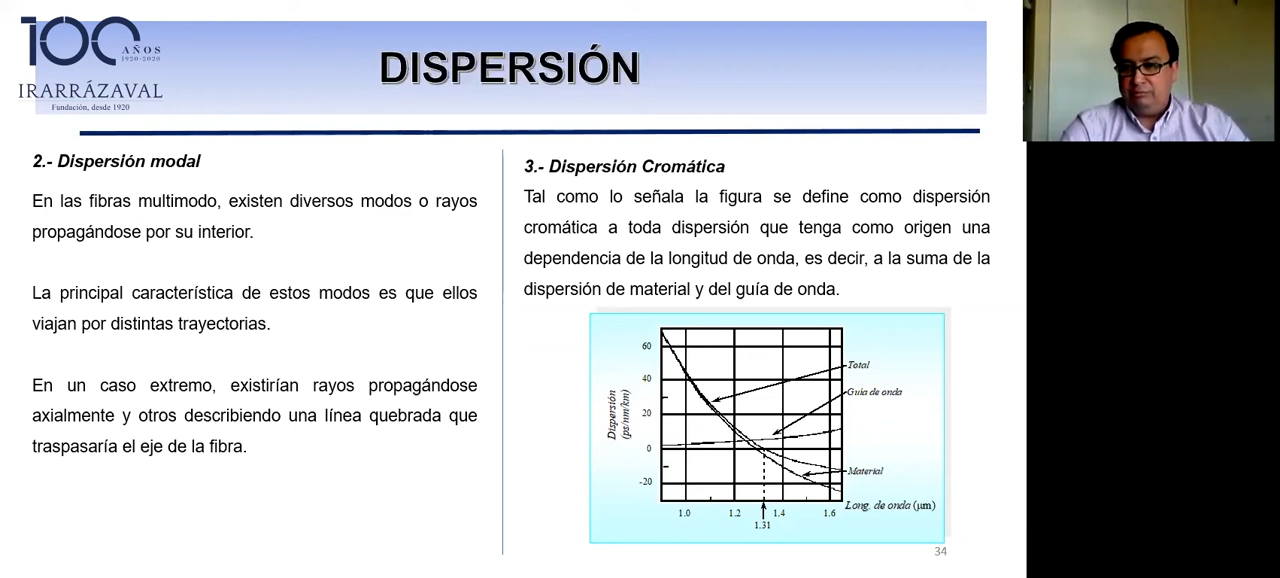 100
AÑOS
1920-2020
IRARRÁZAVAL
Fundación, desde 1920
DISPERSIÓN
2.- Dispersión modal
En las fibras multimodo, existen diversos modos o rayos
propagándose por su interior.
La principal característica de estos modos es que ellos
viajan por distintas trayectorias.
En un caso extremo, existirían rayos propagándose
axialmente y otros describiendo una línea quebrada que
traspasaría el eje de la fibra.
3.- Dispersión Cromática
Tal como lo señala la figura se define como dispersión
cromática a toda dispersión que tenga como origen una
dependencia de la longitud de onda, es decir, a la suma de la
dispersión de material y del guía de onda.
Dispersión
(ps/nm/km)
60
40
20
0
-20
Total
Guia de onda
Material
1.0 1.2 1.4 1.6
1.31
Long. de onda (μm)
34